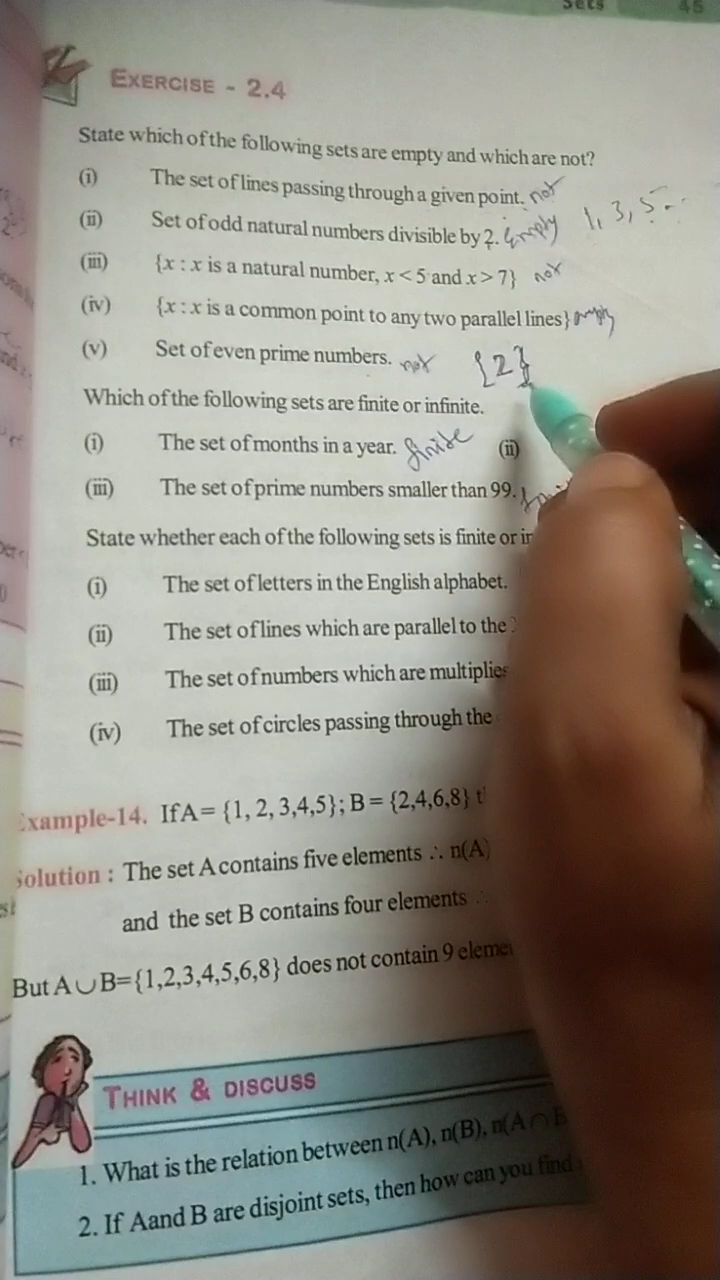 Sets 45
EXERCISE - 2.4
State which of the following sets are empty and which are not?
(i) The set of lines passing through a given point. not
(ii) Set of odd natural numbers divisible by 2. Empty 1, 3, 5 - - -
(iii) {x : x is a natural number, x < 5 and x > 7} not
(iv) {x : x is a common point to any two parallel lines} empty
(v) Set of even prime numbers. not {2}
Which of the following sets are finite or infinite.
(i) The set of months in a year. finite (ii)
(iii) The set of prime numbers smaller than 99.
State whether each of the following sets is finite or
(i) The set of letters in the English alphabet.
(ii) The set of lines which are parallel to the
(iii) The set of numbers which are multiplies
(iv) The set of circles passing through the
xample-14. If A = {1, 2, 3,4,5}; B = {2,4,6,8} t
Solution : The set A contains five elements ∴ n(A)
and the set B contains four elements ∴
But A∪B={1,2,3,4,5,6,8} does not contain 9
THINK & DISCUSS
1. What is the relation between n(A), n(B), n(A∩B
2. If Aand B are disjoint sets, then how can you find